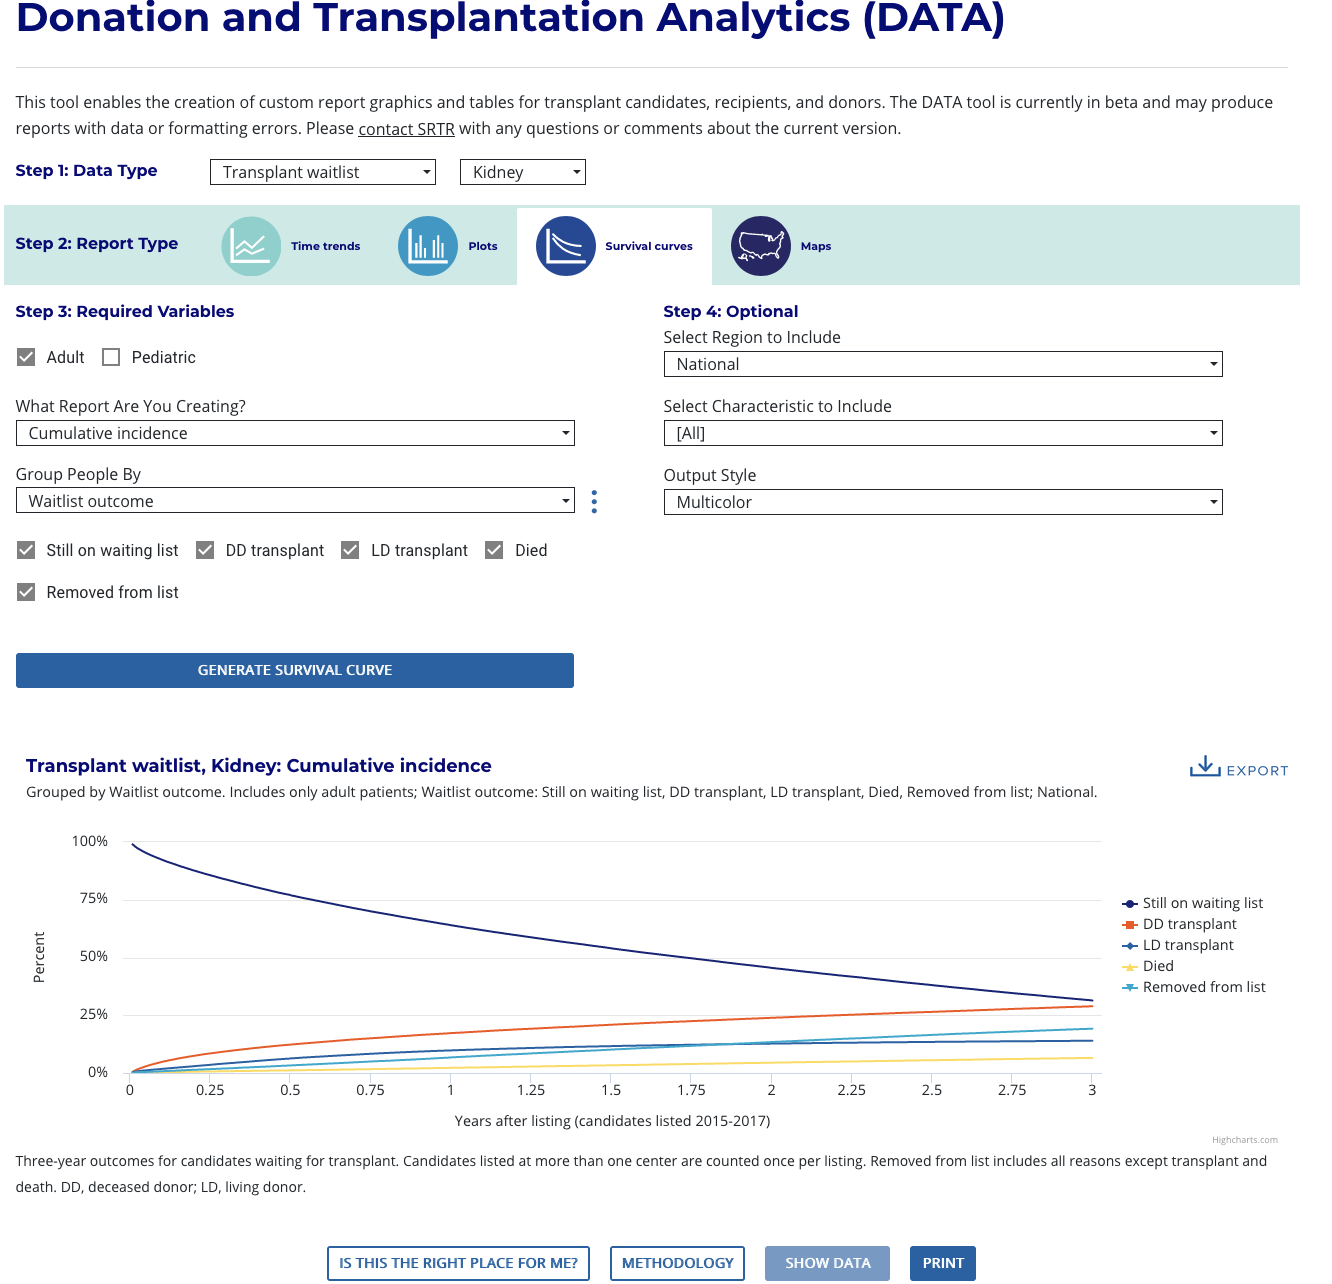 Donation and Transplantation Analytics (DATA)
This tool enables the creation of custom report graphics and tables for transplant candidates, recipients, and donors. The DATA tool is currently in beta and may produce
reports with data or formatting errors. Please contact SRTR with any questions or comments about the current version.
Step 1: Data Type
Transplant waitlist
Kidney
Step 2: Report Type
Time trends
Plots
Survival curves
Maps
Step 3: Required Variables
Adult
Pediatric
What Report Are You Creating?
Cumulative incidence
Group People By
Waitlist outcome
Still on waiting list
DD transplant
LD transplant
Died
Removed from list
Step 4: Optional
Select Region to Include
National
Select Characteristic to Include
[All]
Output Style
Multicolor
GENERATE SURVIVAL CURVE
Transplant waitlist, Kidney: Cumulative incidence
EXPORT
Grouped by Waitlist outcome. Includes only adult patients; Waitlist outcome: Still on waiting list, DD transplant, LD transplant, Died, Removed from list; National.
Percent
100%
75%
50%
25%
0%
0
0.25
0.5
0.75
1
1.25
1.5
1.75
2
2.25
2.5
2.75
3
Years after listing (candidates listed 2015-2017)
Still on waiting list
DD transplant
LD transplant
Died
Removed from list
Highcharts.com
Three-year outcomes for candidates waiting for transplant. Candidates listed at more than one center are counted once per listing. Removed from list includes all reasons except transplant and
death. DD, deceased donor; LD, living donor.
IS THIS THE RIGHT PLACE FOR ME?
METHODOLOGY
SHOW DATA
PRINT